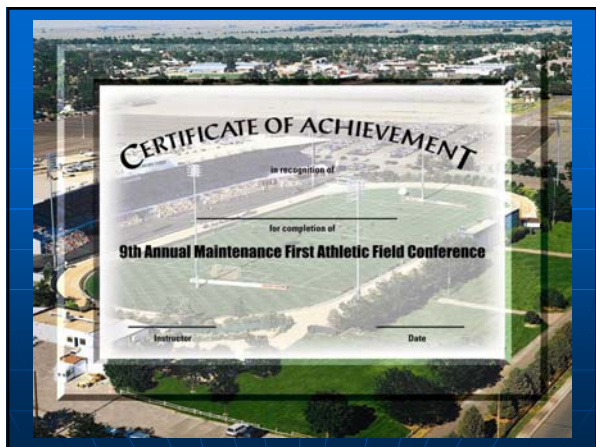 CERTIFICATE OF ACHIEVEMENT
in recognition of
for completion of
9th Annual Maintenance First Athletic Field Conference
Instructor
Date